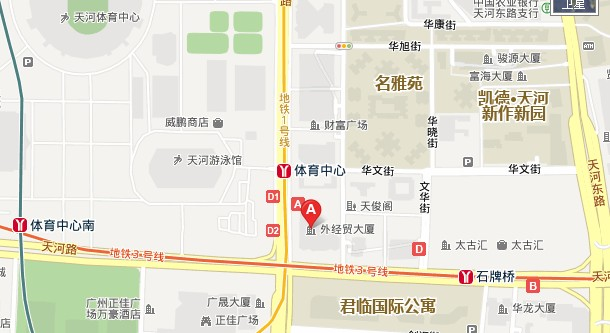 天河体育中心
路
华康街
中国农业银行
天河东路支行
卫星
华旭街
骏源大厦
名雅苑
富海大厦
凯德•天河
新作新园
威鹏商店
地铁1号线
财富广场
华晓街
天河游泳馆
体育中心
华文街
华文街
天河东路
D1
A
A
天俊阁
文华街
体育中心南
D2
外经贸大厦
天河路
D
太古汇
太古汇
地铁3号线
地铁3号线
石牌桥
天河
B
广州正佳广
场万豪酒店
广晟大厦
正佳广场
君临国际公寓
华龙大厦